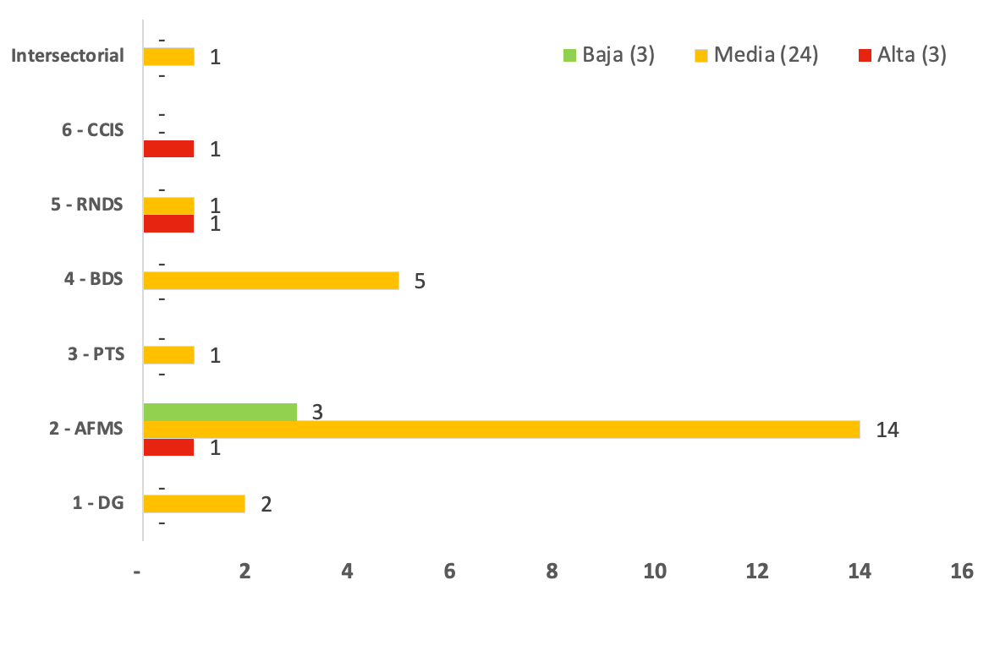 Baja (3) Media (24) Alta (3)
-
Intersectorial 1
-
-
6 - CCIS -
1
-
5 - RNDS 1
1
-
4 - BDS 5
-
-
3 - PTS 1
-
3
2 - AFMS 14
1
-
1 - DG 2
-
- 2 4 6 8 10 12 14 16